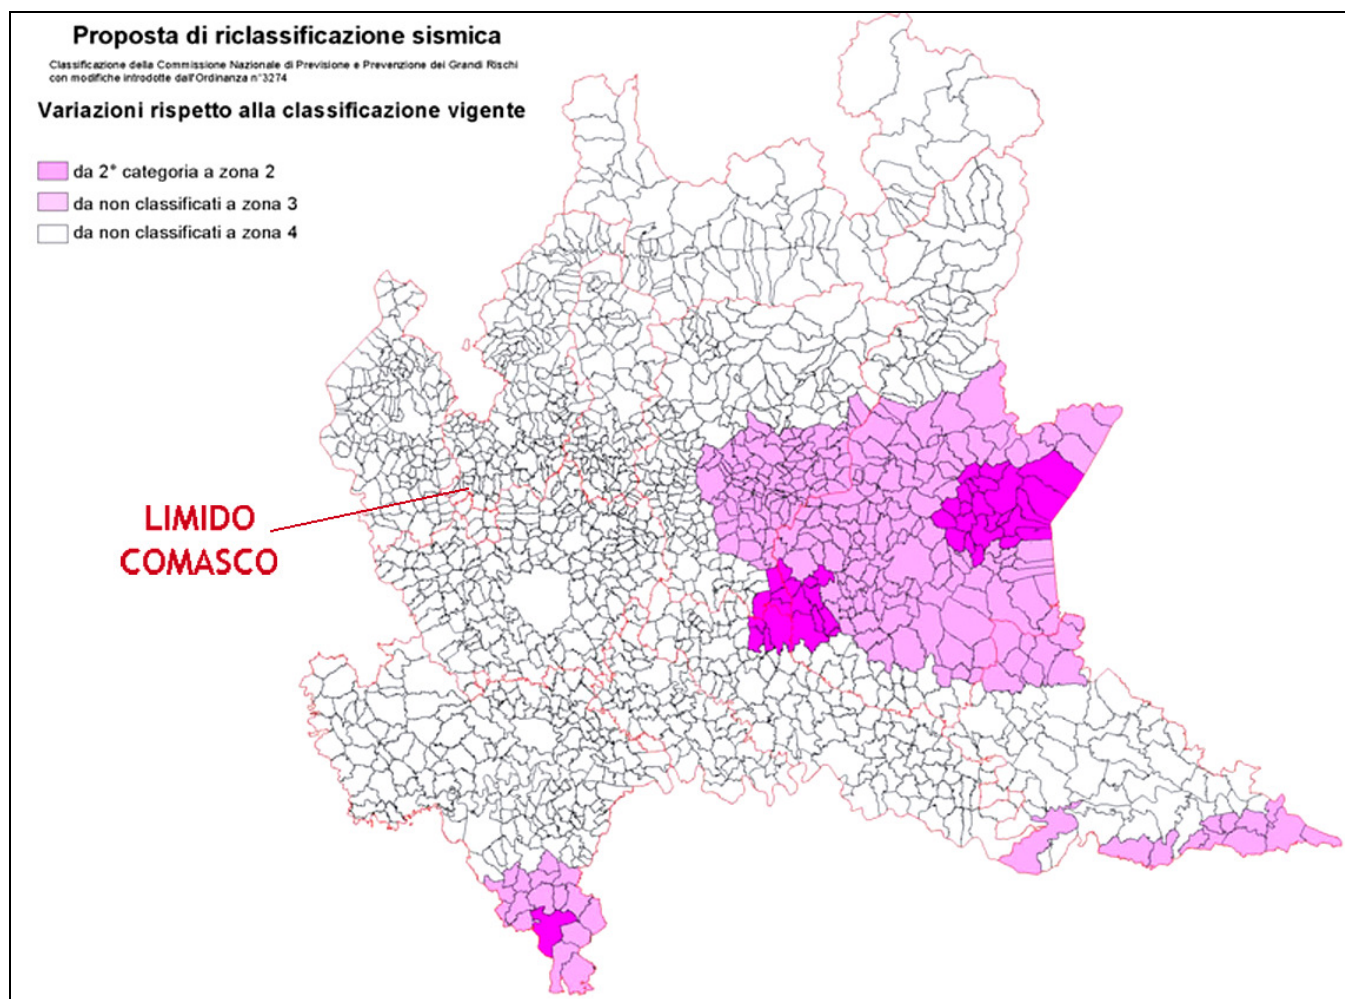 Proposta di riclassificazione sismica
Classificazione della Commissione Nazionale di Previsione e Prevenzione dei Grandi Rischi
con modifiche introdotte dall'Ordinanza n°3274
Variazioni rispetto alla classificazione vigente
da 2° categoria a zona 2
da non classificati a zona 3
da non classificati a zona 4
LIMIDO
COMASCO